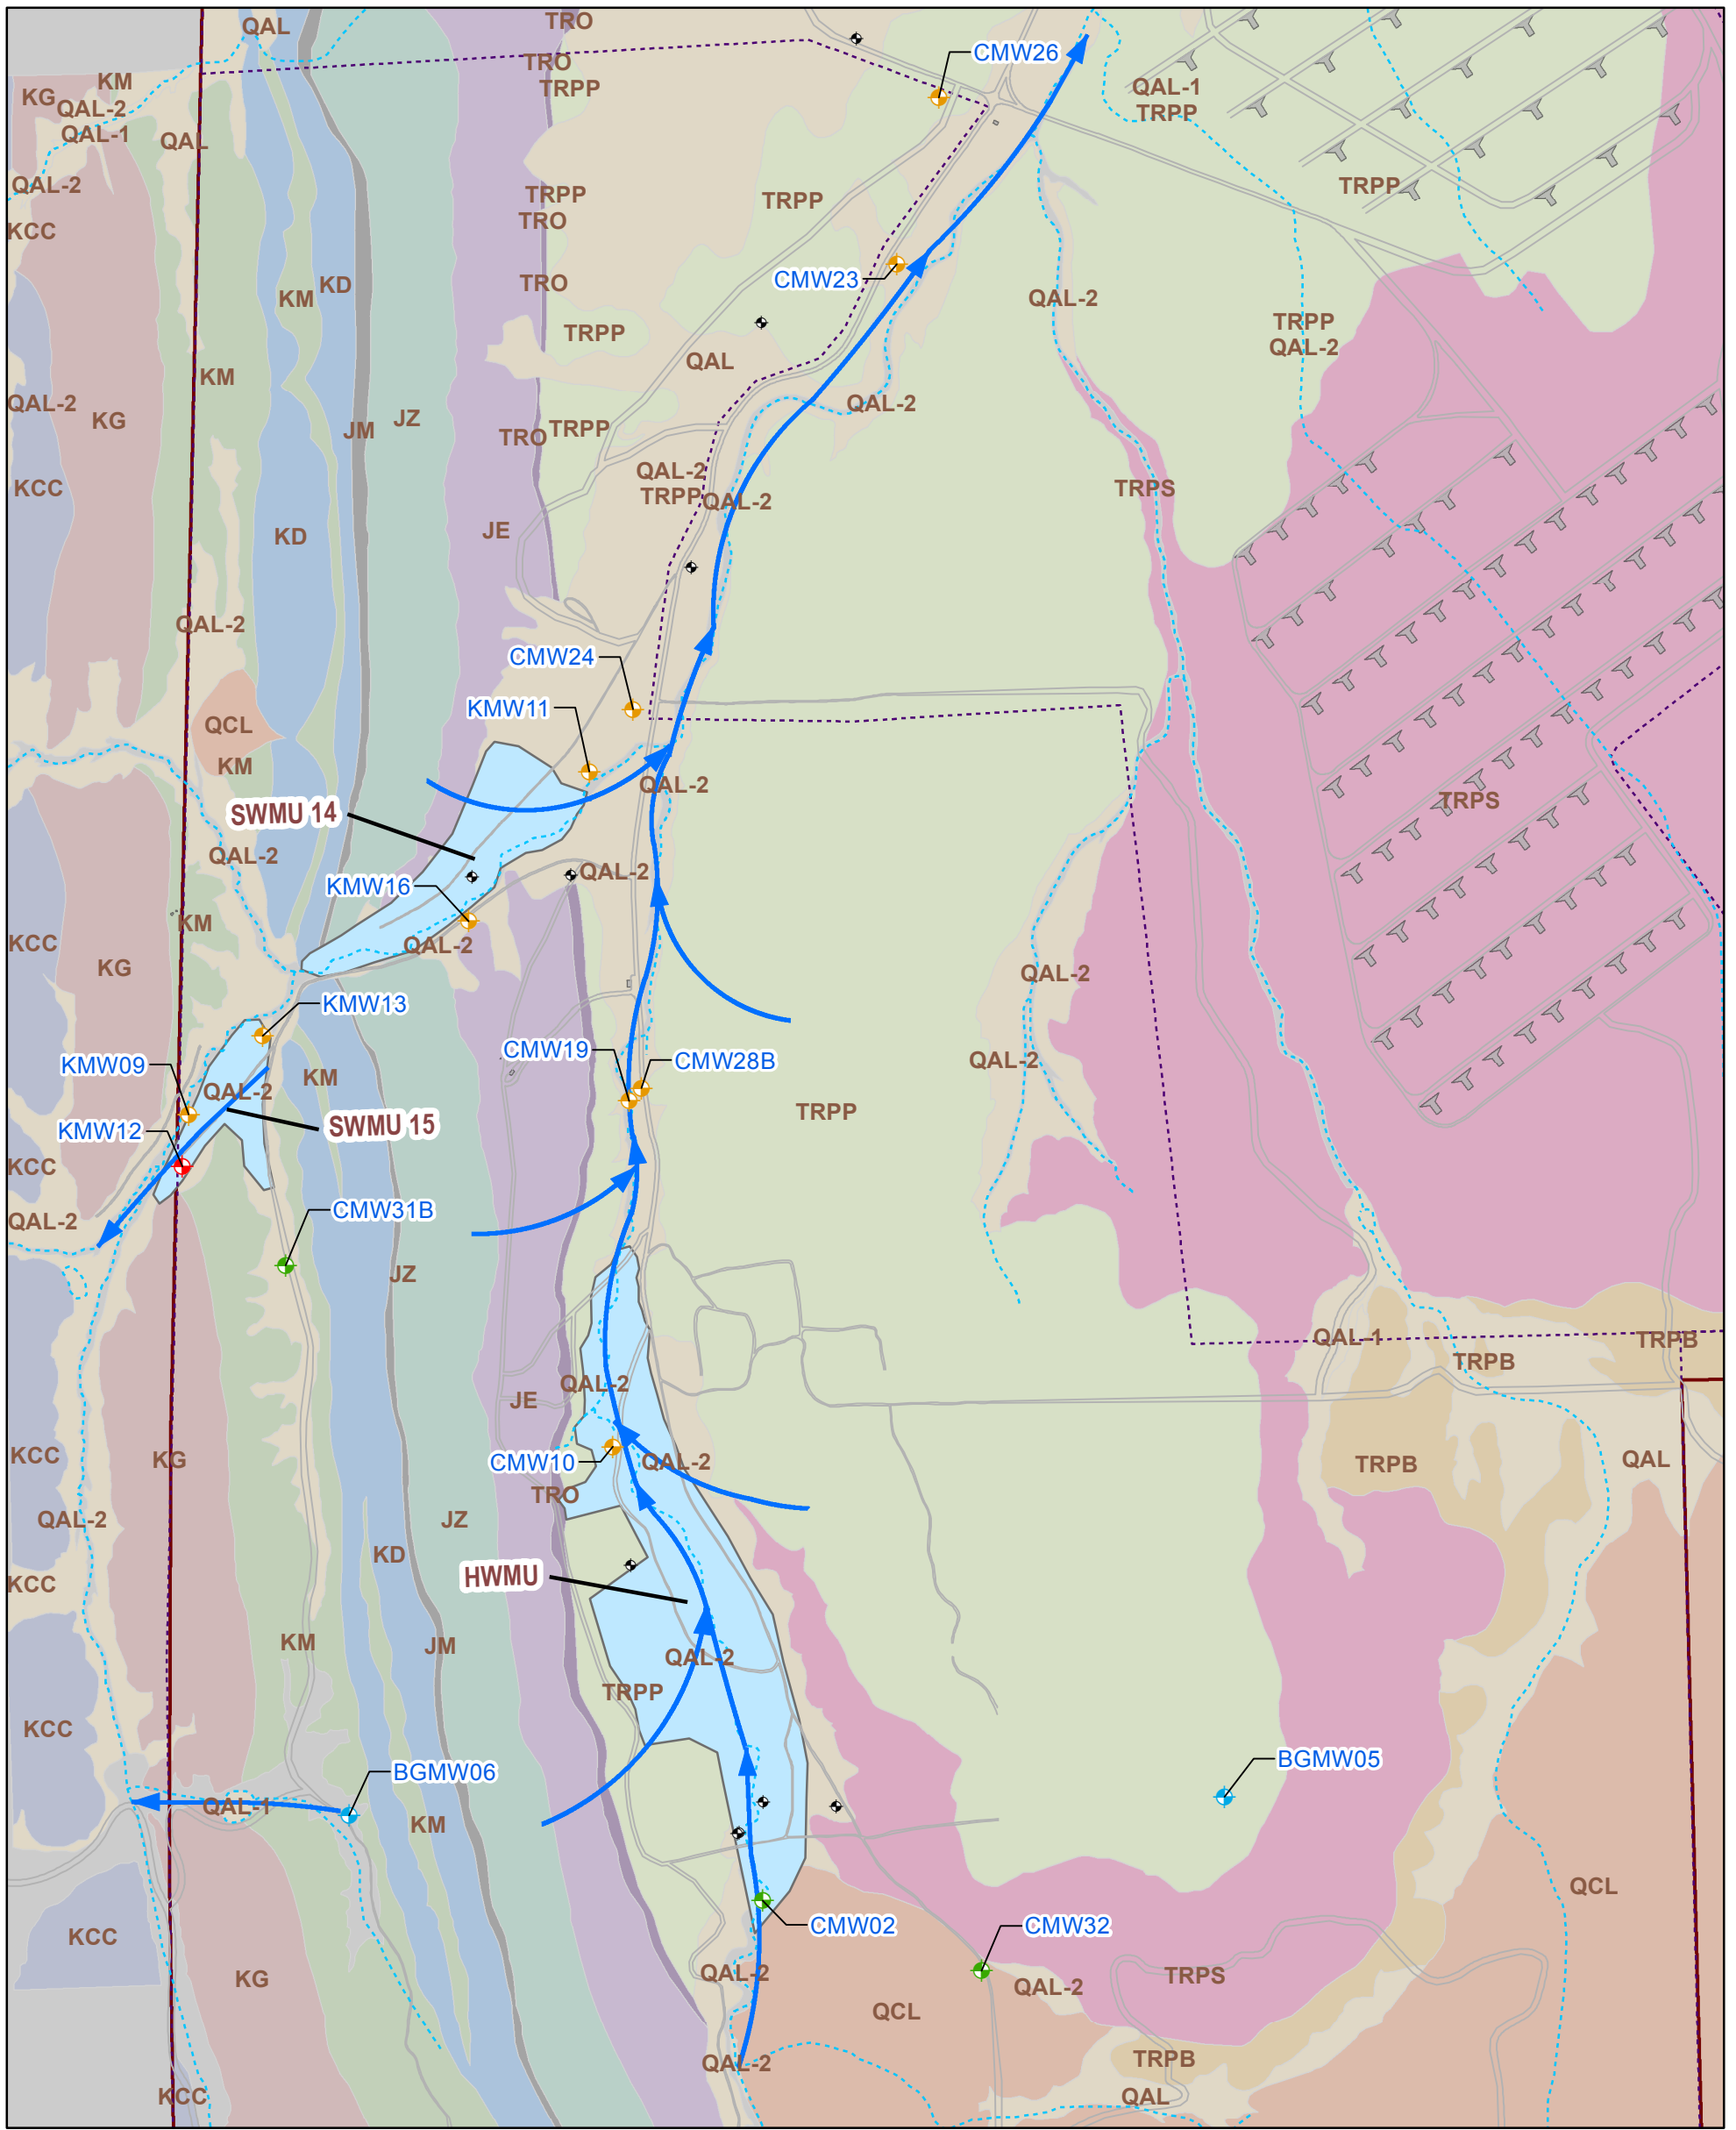 TRO
QAL
CMW26
TRO
KM
TRPP
QAL-1
KG
QAL-2
TRPP
QAL-1
QAL
QAL-2
TRPP
TRPP
TRPP
TRO
KCC
CMW23
KD
TRO
KM
QAL-2
TRPP
TRPP
QAL-2
QAL
KM
QAL-2
QAL-2
KG
JZ
TRPP
JM
TRO
QAL-2
KCC
TRPS
TRPP
QAL-2
JE
KD
QAL-2
CMW24
KMW11
QCL
KM
QAL-2
TRPS
SWMU 14
QAL-2
QAL-2
KMW16
KM
KCC
QAL-2
KG
QAL-2
KMW13
CMW19
CMW28B
QAL-2
KMW09
KM
QAL-2
TRPP
SWMU 15
KMW12
KCC
CMW31B
QAL-2
JZ
QAL-1
TRPB
TRPB
QAL-2
JE
KCC
KG
CMW10
QAL-2
QAL
TRPB
TRO
QAL-2
JZ
KD
HWMU
KCC
KM
JM
QAL-2
TRPP
KCC
BGMW05
BGMW06
QAL-1
KM
QCL
CMW02
CMW32
KCC
QAL-2
TRPS
KG
QAL-2
QCL
TRPB
QAL-2
KCC
QAL